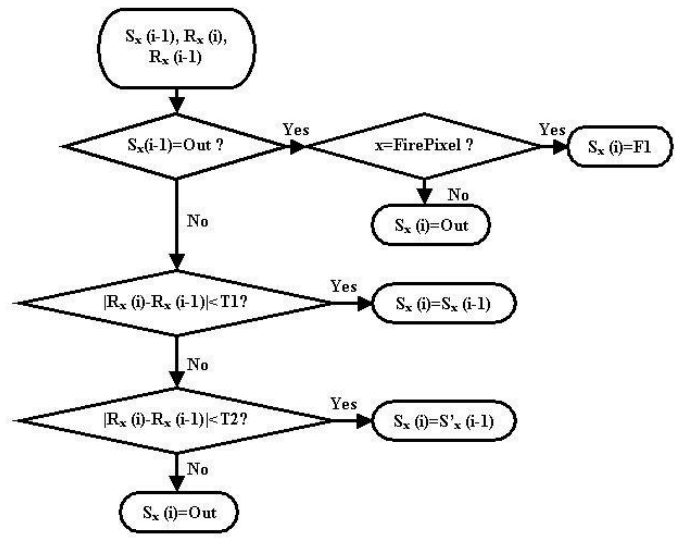 Sx (i-1), Rx (i),
Rx (i-1)
Sx(i-1)=Out ?
Yes
x=FirePixel ?
Yes
Sx (i)=F1
No
Sx (i)=Out
No
|Rx (i)-Rx (i-1)|<T1?
Yes
Sx (i)=Sx (i-1)
No
|Rx (i)-Rx (i-1)|<T2?
Yes
Sx (i)=S'x (i-1)
No
Sx (i)=Out